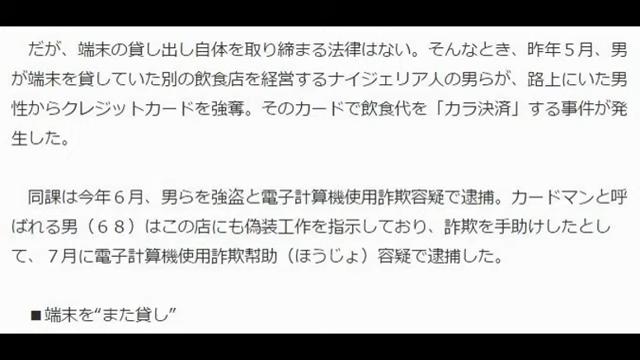 だが、端末の貸し出し自体を取り締まる法律はない。そんなとき、昨年５月、男
が端末を貸していた別の飲食店を経営するナイジェリア人の男らが、路上にいた男
性からクレジットカードを強奪。そのカードで飲食代を「カラ決済」する事件が発
生した。
同課は今年６月、男らを強盗と電子計算機使用詐欺容疑で逮捕。カードマンと呼
ばれる男（６８）はこの店にも偽装工作を指示しており、詐欺を手助けしたとし
て、７月に電子計算機使用詐欺幇助（ほうじょ）容疑で逮捕した。
■端末を“また貸し”